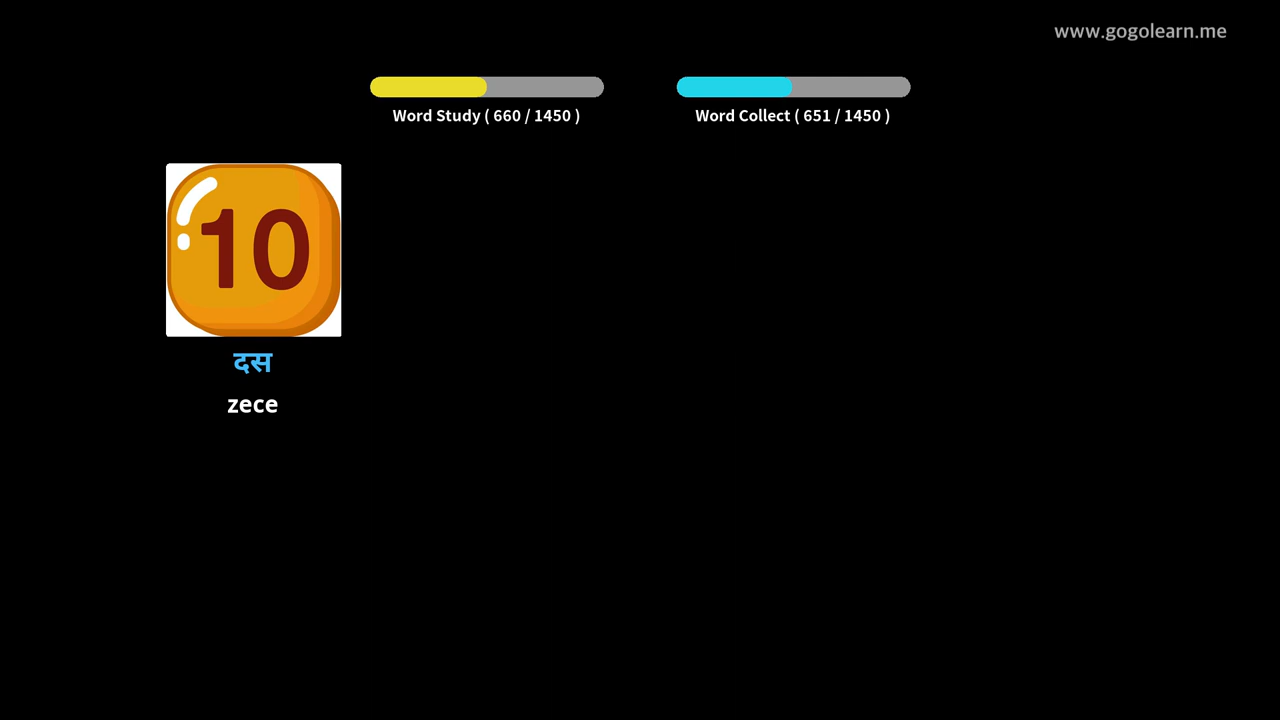 www.gogolearn.me
Word Study ( 660 / 1450 )
Word Collect ( 651 / 1450 )
10
दस
zece